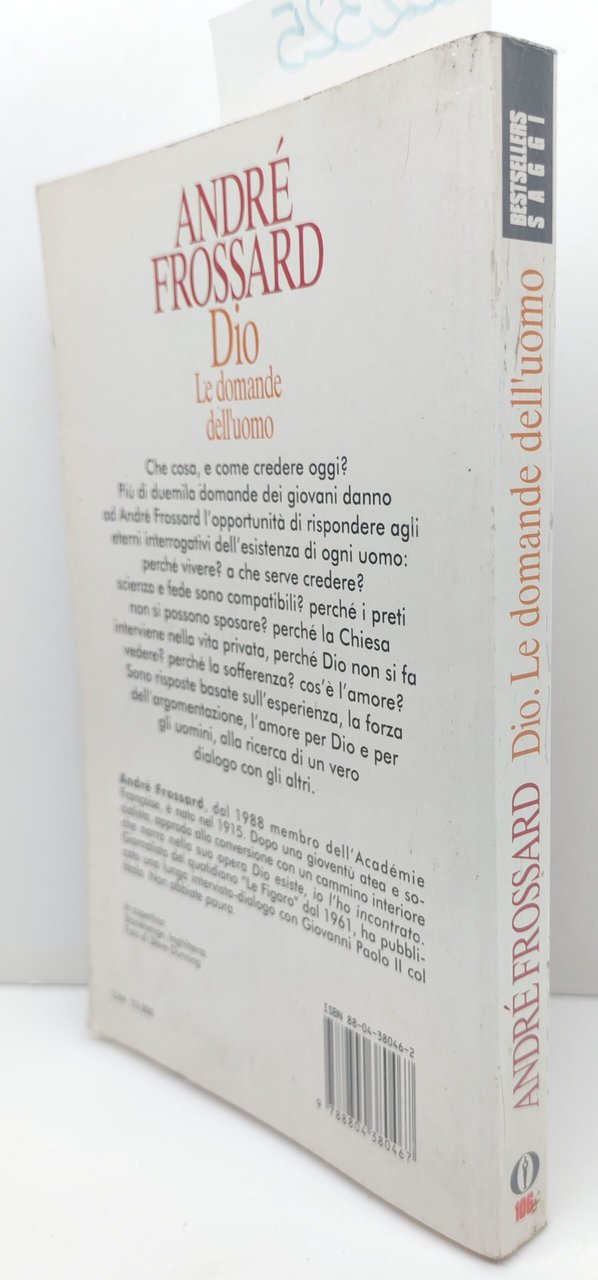 2325
ANDRÉ
FROSSARD
Dio
Le domande
dell'uomo
Che cosa, e come credere oggi?
Più di duemila domande dei giovani danno
ad André Frossard l'opportunità di rispondere agli
eterni interrogativi dell'esistenza di ogni uomo:
perché vivere? a che serve credere?
scienza e fede sono compatibili? perché i preti
non si possono sposare? perché la Chiesa
interviene nella vita privata, perché Dio non si fa
vedere? perché la sofferenza? cos'è l'amore?
Sono risposte basate sull'esperienza, la forza
dell'argomentazione, l'amore per Dio e per
gli uomini, alla ricerca di un vero
dialogo con gli altri.
André Frossard, dal 1988 membro dell'Académie
Française, è nato nel 1915. Dopo una gioventù atea e so-
cialista, approda alla conversione con un cammino interiore
che narra nella sua opera Dio esiste, io l'ho incontrato.
Giornalista del quotidiano "Le Figaro" dal 1961, ha pubbli-
cato una lunga intervista-dialogo con Giovanni Paolo II col
titolo Non abbiate paura.
In copertina:
Inghilterra.
ISBN 88-04-38046-2
9 788804 380467
BESTSELLERS
SAGGI
ANDRÉ FROSSARD Dio. Le domande dell'uomo
106